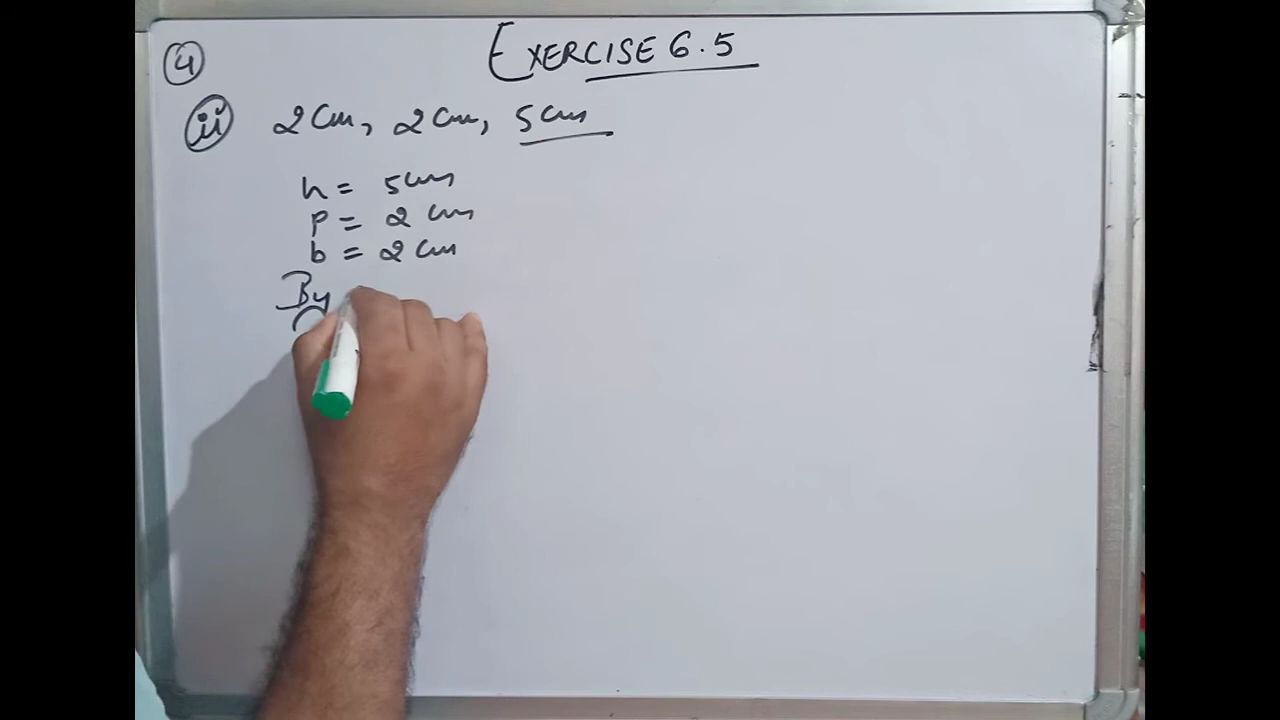 EXERCISE 6.5
4
ii 2 cm, 2 cm, 5 cm
h = 5 cm
p = 2 cm
b = 2 cm
By